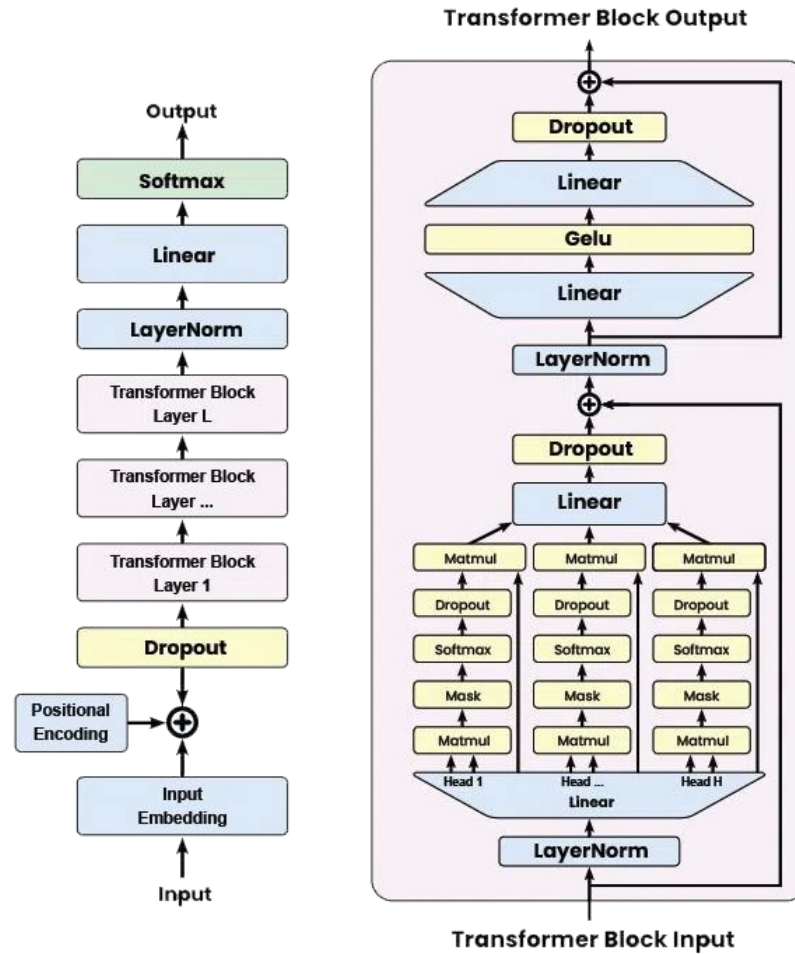 Output
Softmax
Linear
LayerNorm
Transformer Block
Layer L
Transformer Block
Layer ...
Transformer Block
Layer 1
Dropout
Positional
Encoding
Input
Embedding
Input
Transformer Block Output
Dropout
Linear
Gelu
Linear
LayerNorm
Dropout
Linear
Matmul Matmul Matmul
Dropout Dropout Dropout
Softmax Softmax Softmax
Mask Mask Mask
Matmul Matmul Matmul
Head 1 Head ... Head H
Linear
LayerNorm
Transformer Block Input